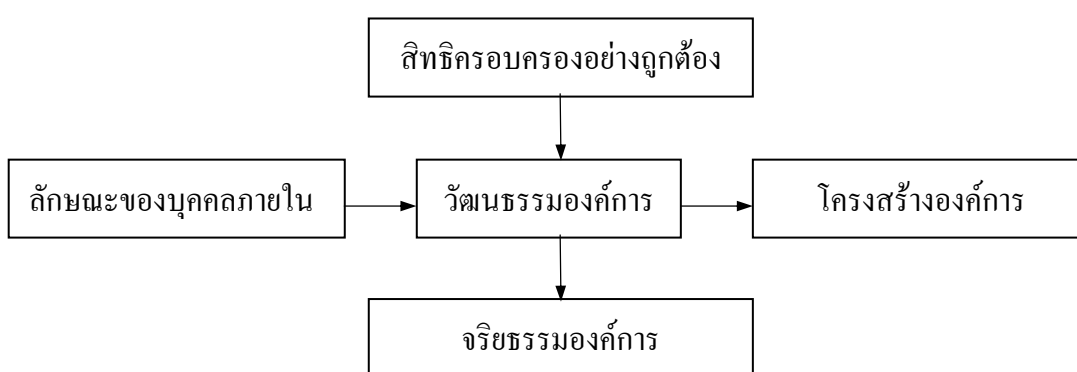 สิทธิครอบครองอย่างถูกต้อง
ลักษณะของบุคคลภายใน
วัฒนธรรมองค์การ
โครงสร้างองค์การ
จริยธรรมองค์การ